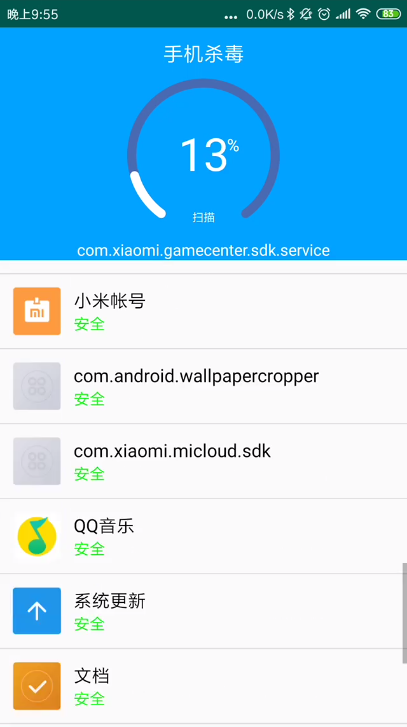 晚上9:55
... 0.0K/s 83
手机杀毒
13%
扫描
com.xiaomi.gamecenter.sdk.service
小米帐号
安全
com.android.wallpapercropper
安全
com.xiaomi.micloud.sdk
安全
QQ音乐
安全
系统更新
安全
文档
安全